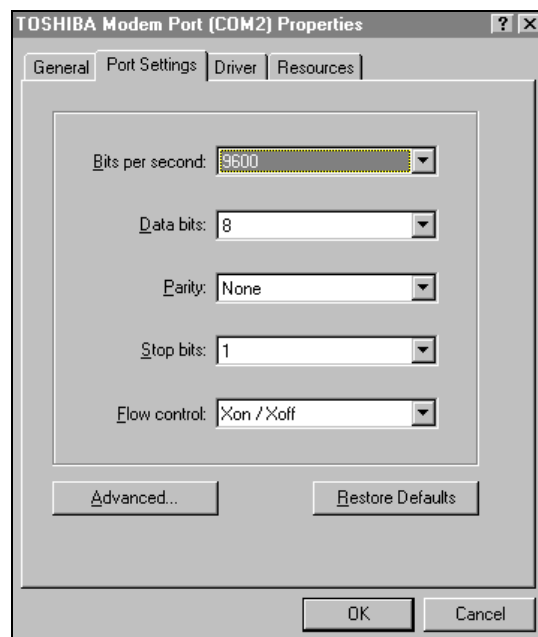 TOSHIBA Modem Port (COM2) Properties
General Port Settings Driver Resources
Bits per second: 9600
Data bits: 8
Parity: None
Stop bits: 1
Flow control: Xon / Xoff
Advanced... Restore Defaults
OK Cancel